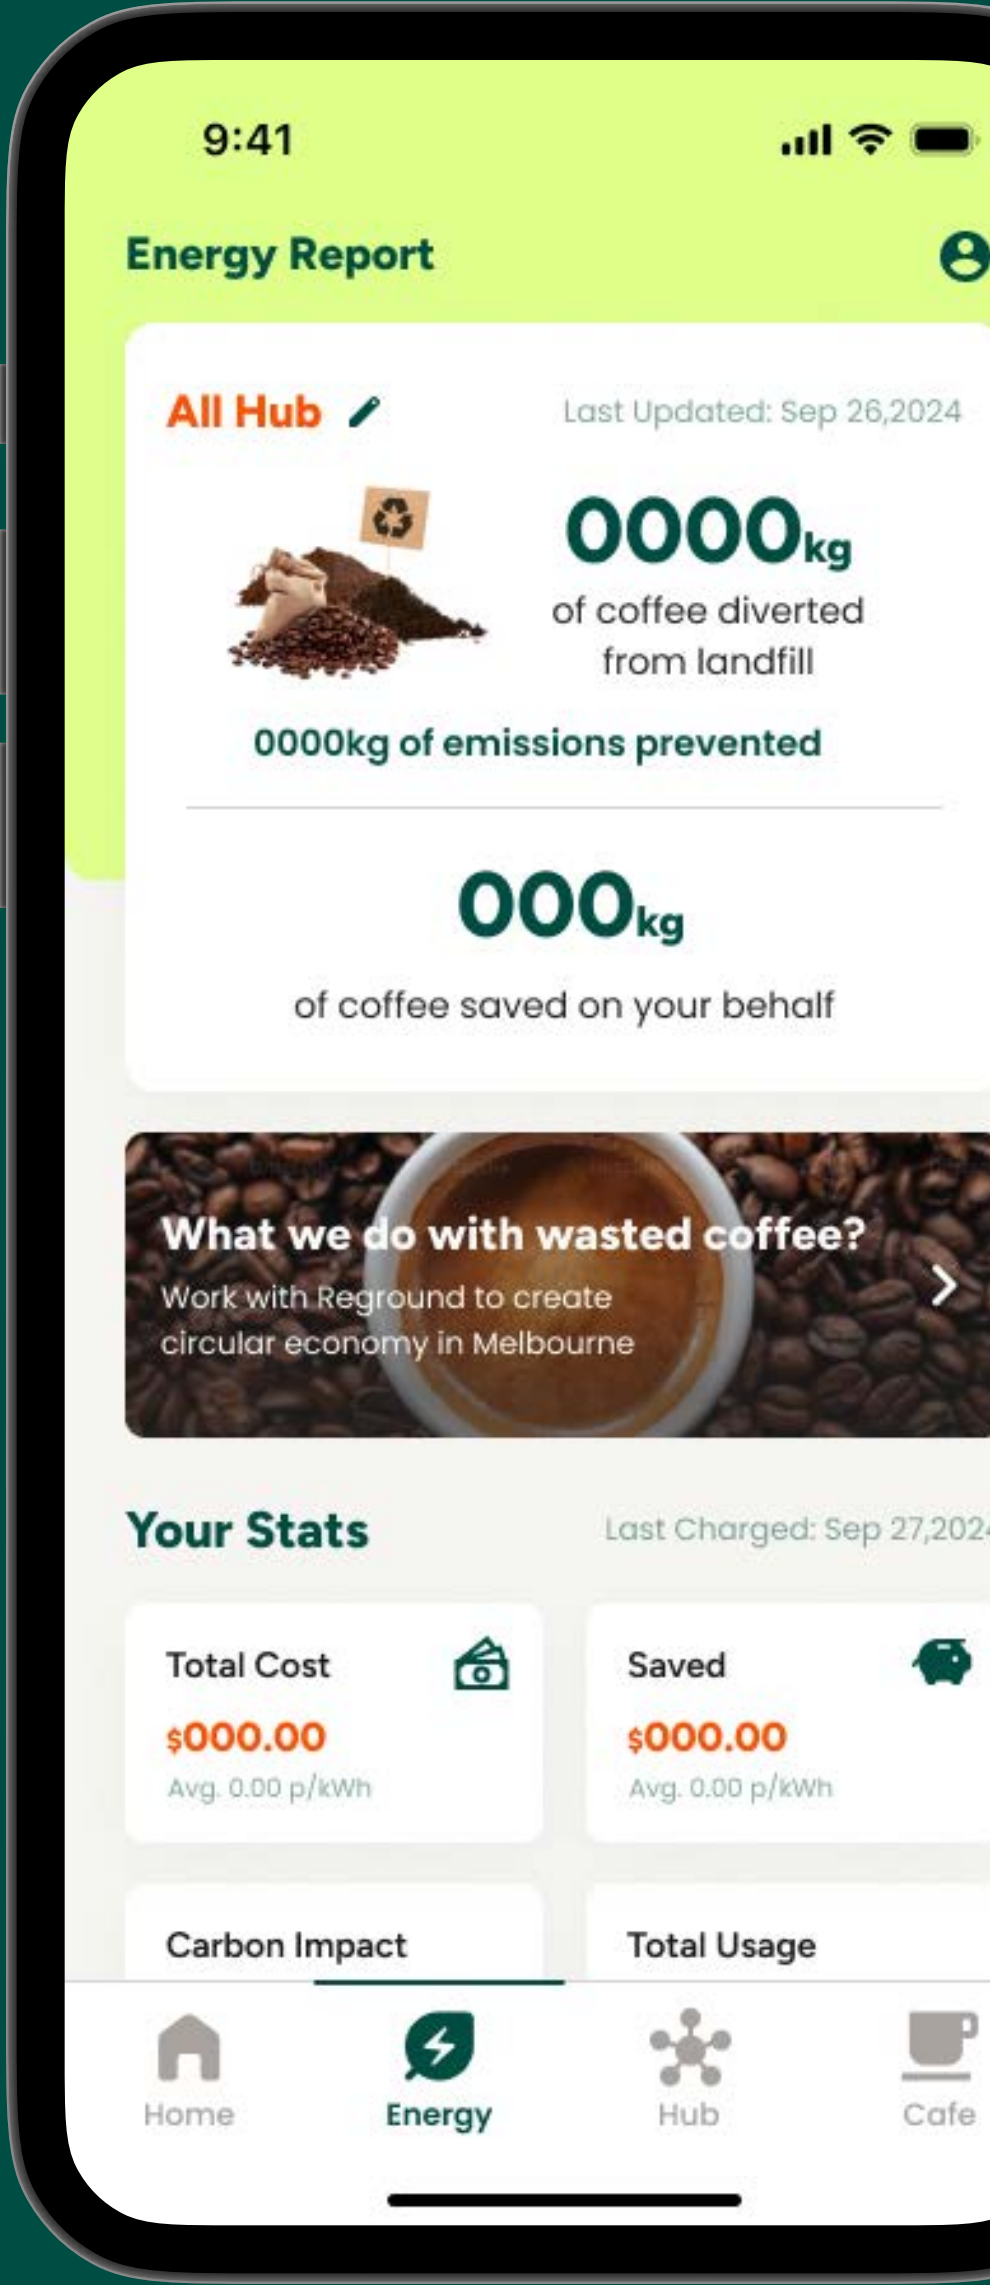 9:41
Energy Report
All Hub
Last Updated: Sep 26,2024
0000kg
of coffee diverted
from landfill
0000kg of emissions prevented
000kg
of coffee saved on your behalf
What we do with wasted coffee?
Work with Reground to create
circular economy in Melbourne
Your Stats
Last Charged: Sep 27,2024
Total Cost
$000.00
Avg. 0.00 p/kWh
Saved
$000.00
Avg. 0.00 p/kWh
Carbon Impact
Total Usage
Home
Energy
Hub
Cafe